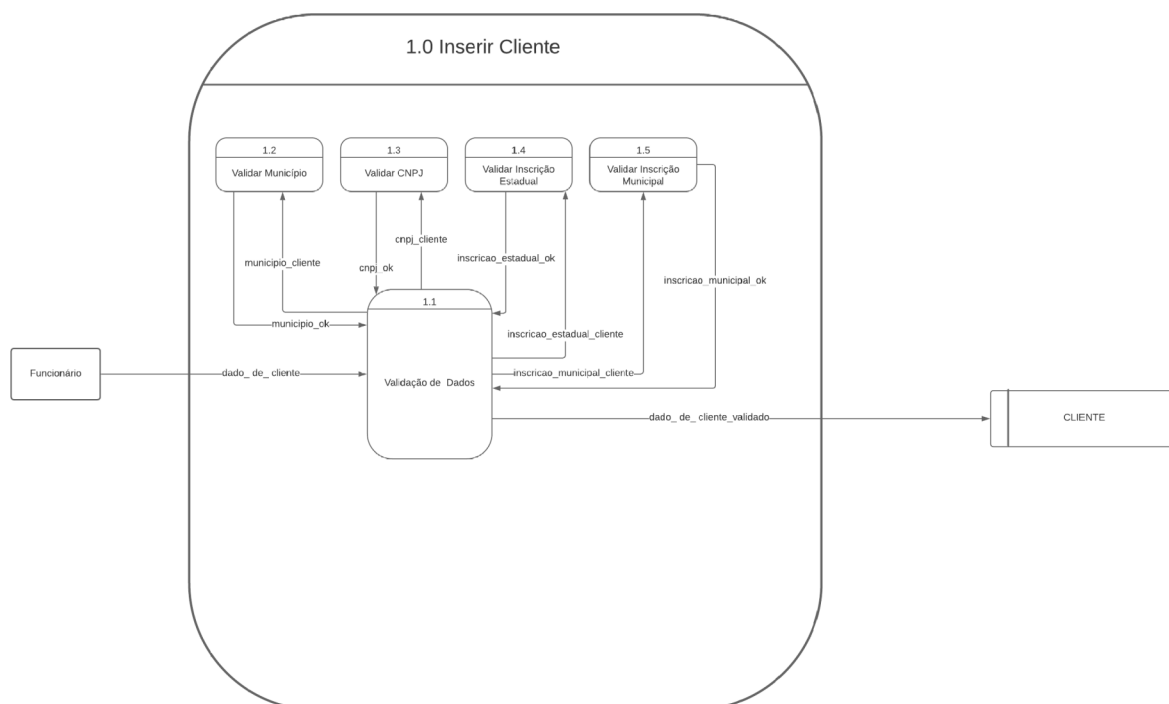 1.0 Inserir Cliente
1.2
Validar Município
1.3
Validar CNPJ
1.4
Validar Inscrição
Estadual
1.5
Validar Inscrição
Municipal
cnpj_cliente
municipio_cliente
cnpj_ok
inscricao_estadual_ok
inscricao_municipal_ok
1.1
municipio_ok
inscricao_estadual_cliente
Funcionário
dado_ de_ cliente
Validação de  Dados
inscricao_municipal_cliente
dado_ de_ cliente_validado
CLIENTE